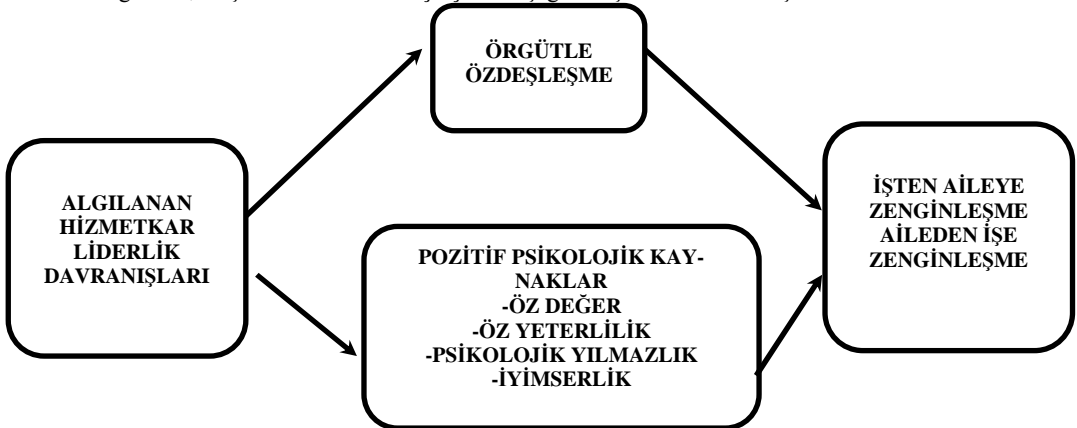 ÖRGÜTLE
ÖZDEŞLEŞME
ALGILANAN
HİZMETKAR
LİDERLİK
DAVRANIŞLARI
POZİTİF PSİKOLOJİK KAY-
NAKLAR
-ÖZ DEĞER
-ÖZ YETERLİLİK
-PSİKOLOJİK YILMAZLIK
-İYİMSERLİK
İŞTEN AİLEYE
ZENGİNLEŞME
AİLEDEN İŞE
ZENGİNLEŞME